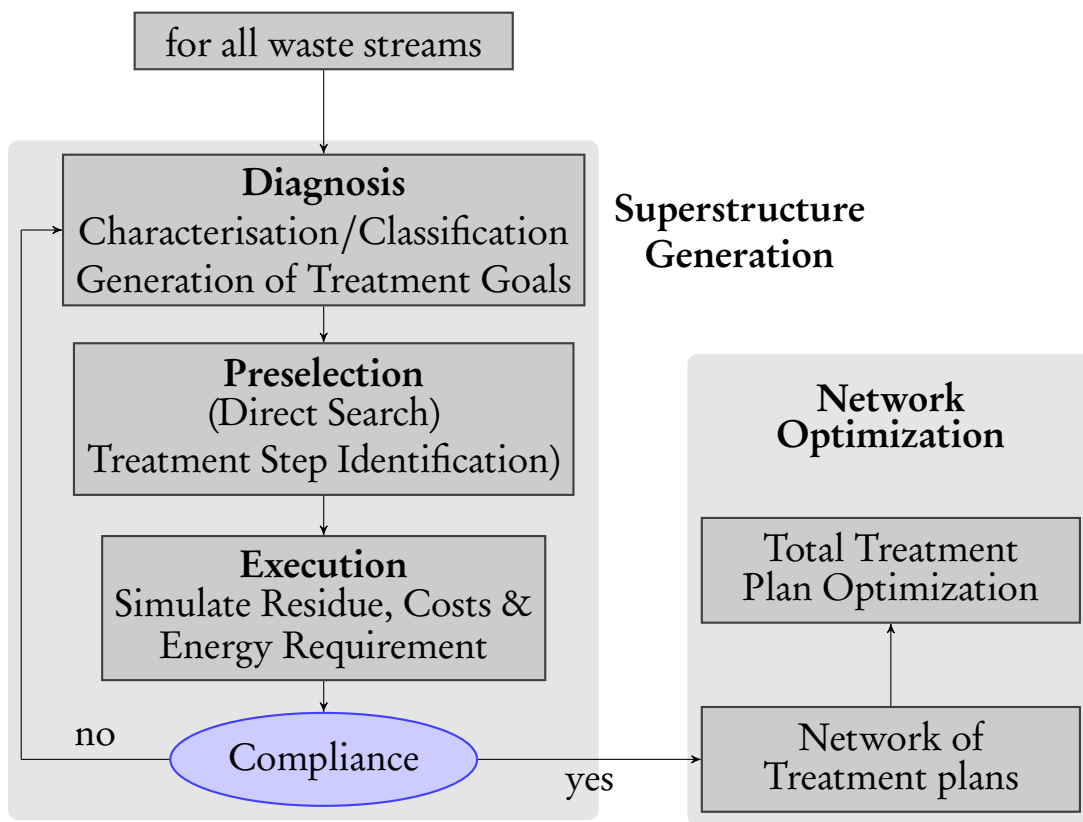 for all waste streams
Diagnosis
Characterisation/Classification
Generation of Treatment Goals
Superstructure
Generation
Preselection
(Direct Search)
Treatment Step Identification)
Execution
Simulate Residue, Costs &
Energy Requirement
no
Compliance
yes
Network
Optimization
Total Treatment
Plan Optimization
Network of
Treatment plans